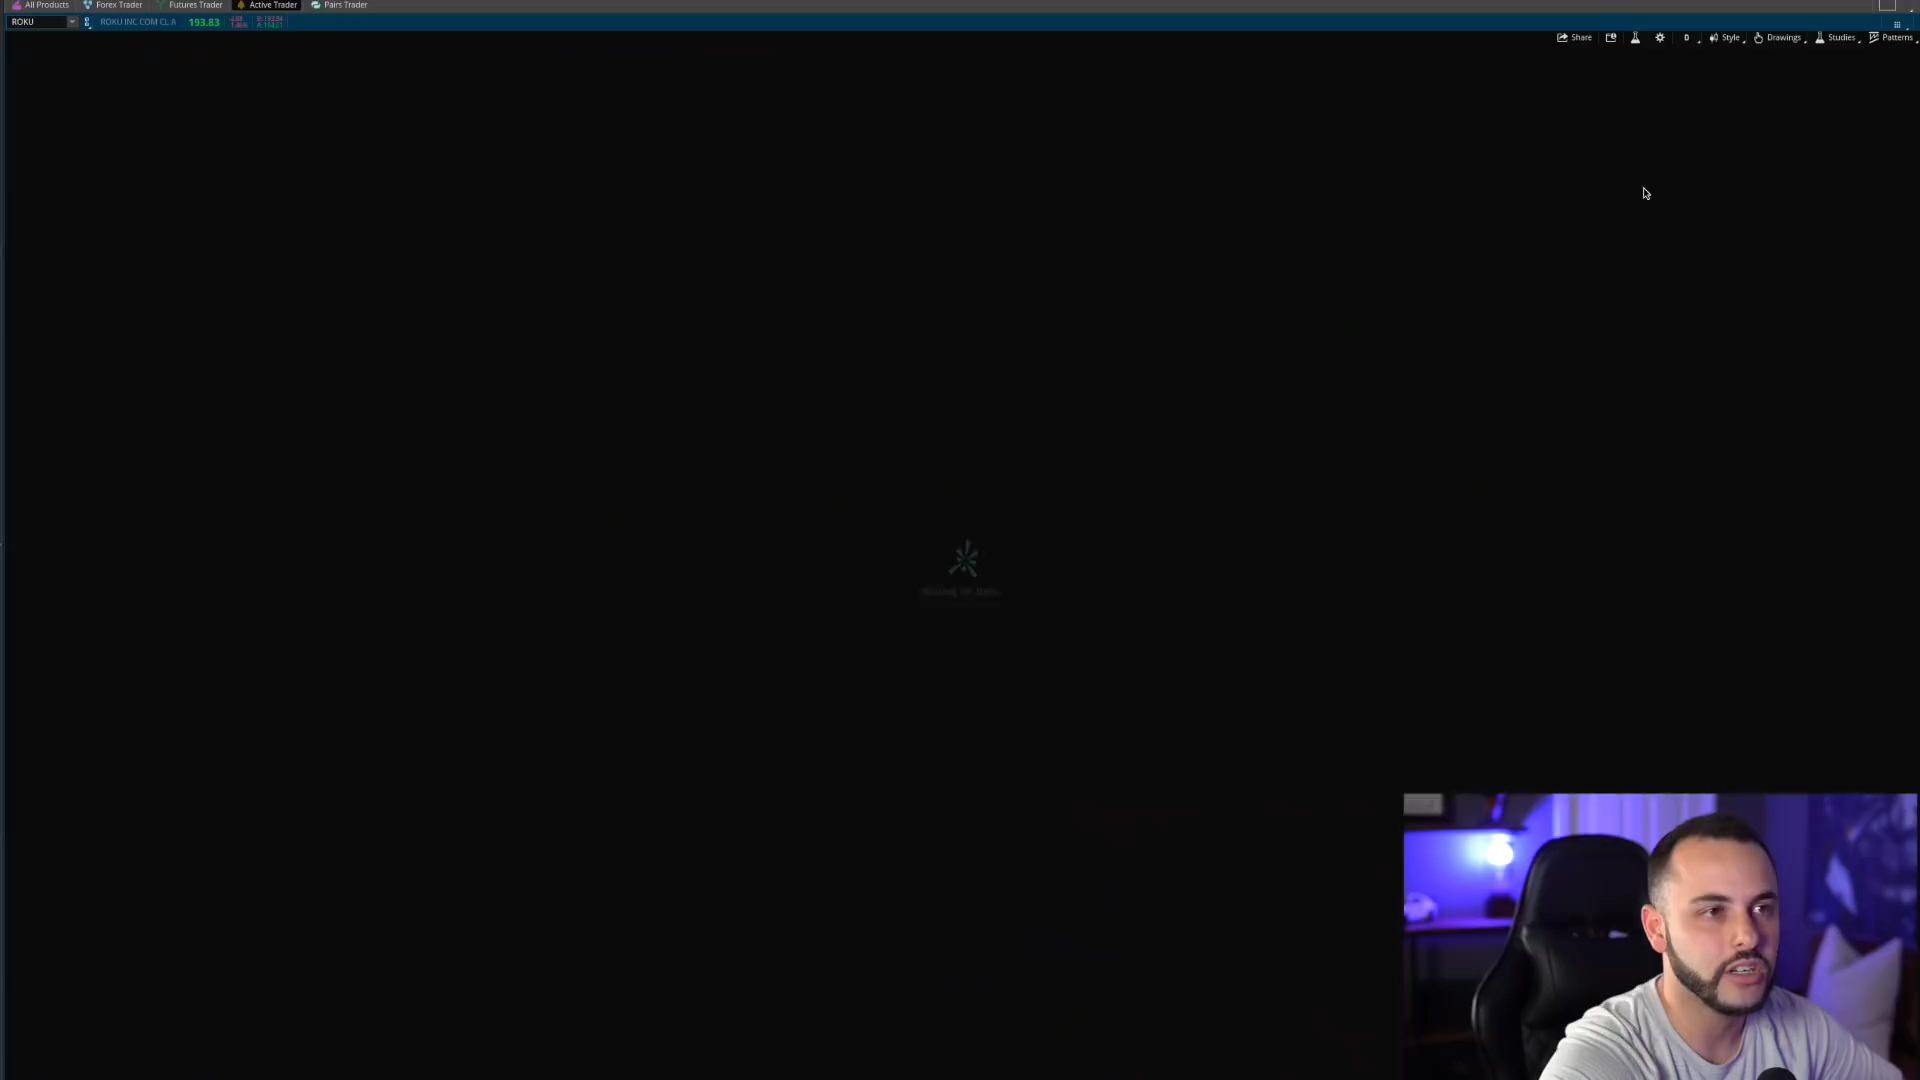 All Products Forex Trader Futures Trader Active Trader Pairs Trader
ROKU ROKU INC COM CL A 193.83
Share D Style Drawings Studies Patterns